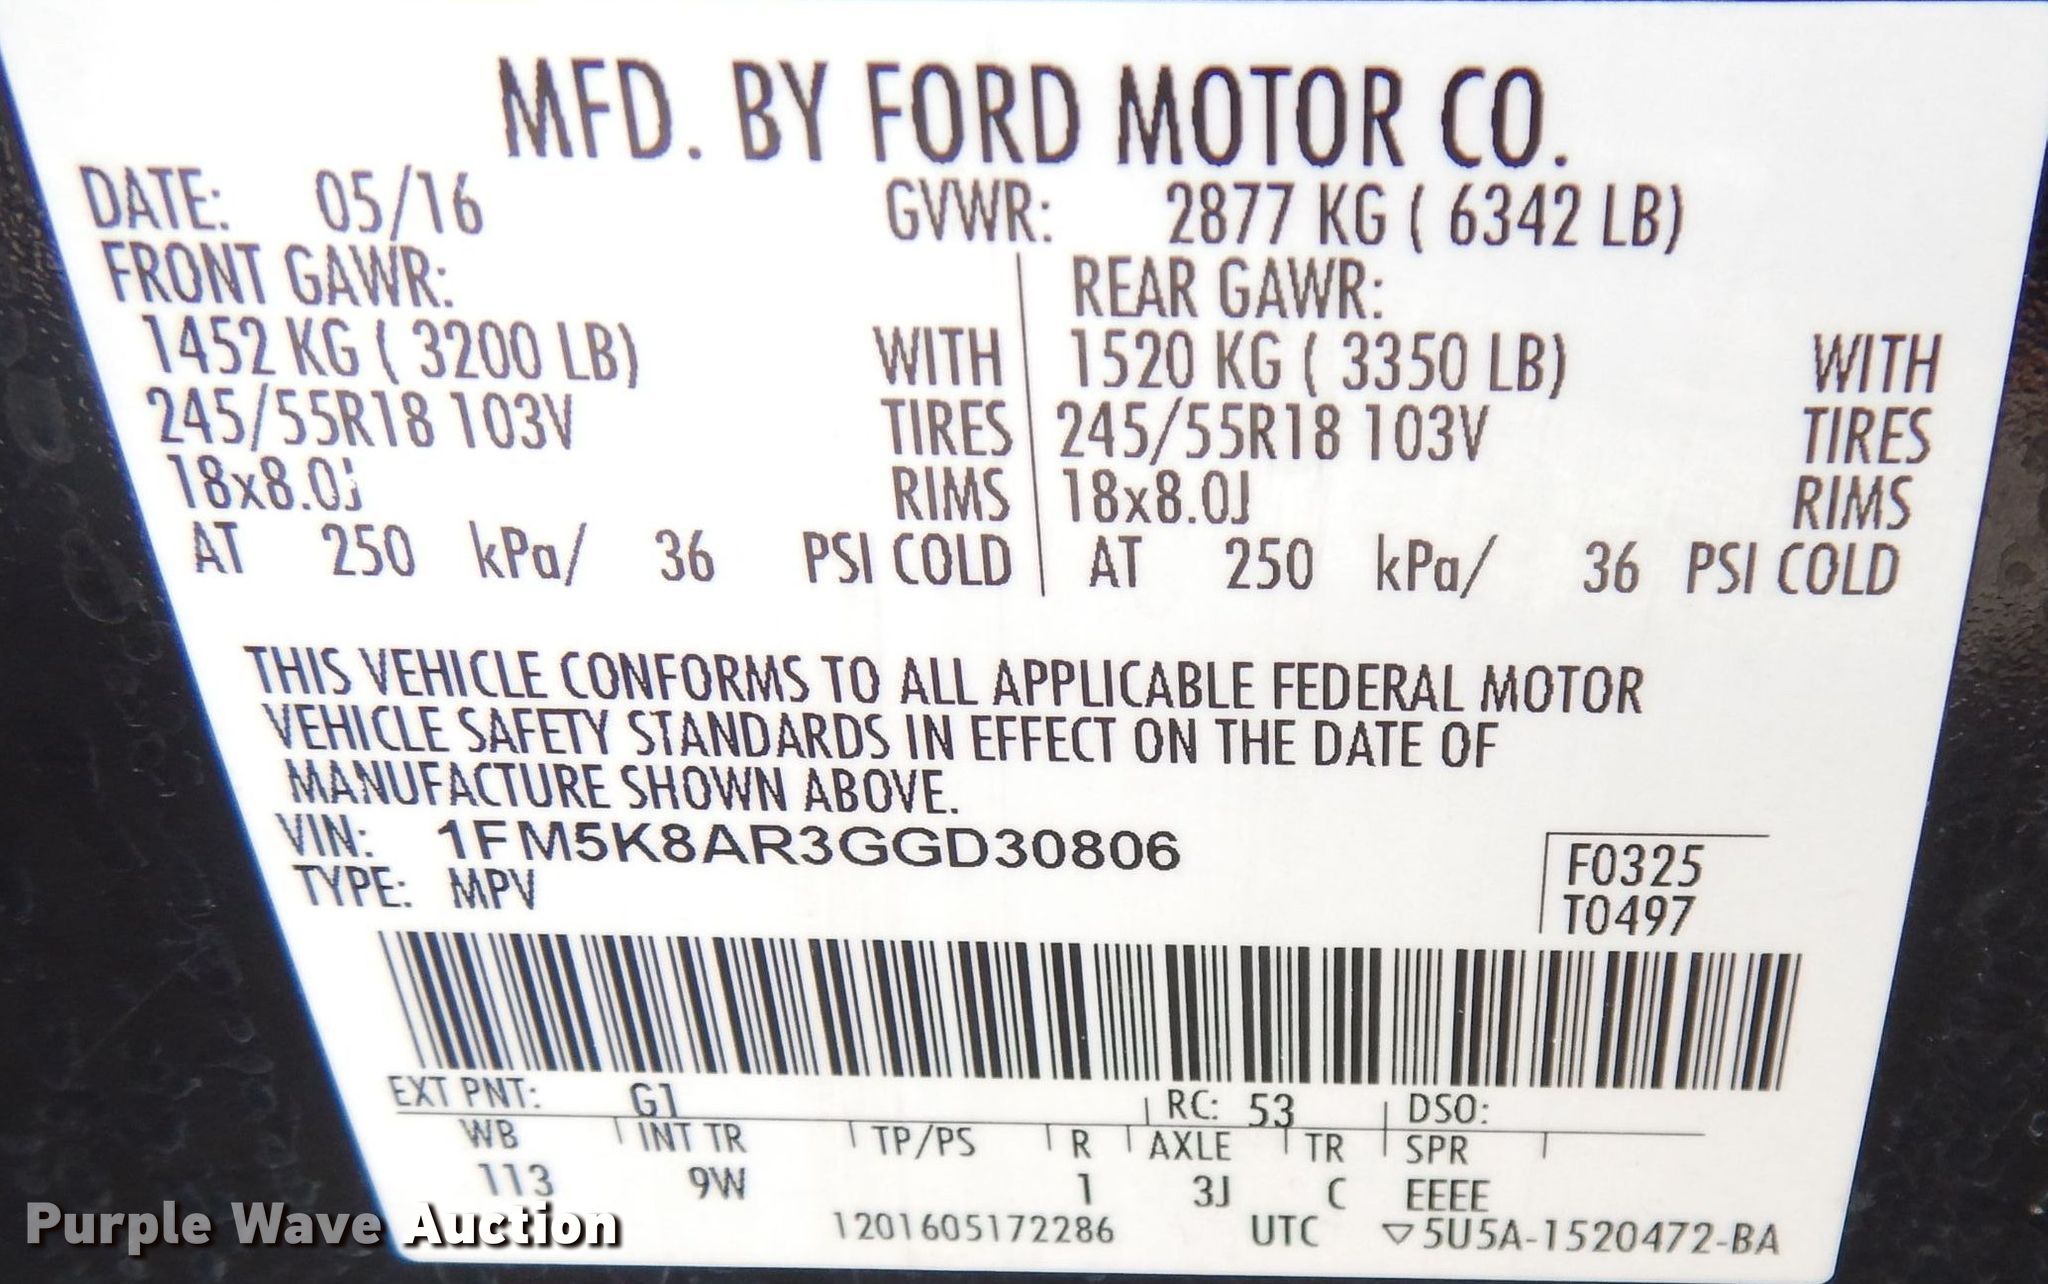 MFD. BY FORD MOTOR CO.
DATE: 05/16 GVWR: 2877 KG ( 6342 LB)
FRONT GAWR: REAR GAWR:
1452 KG ( 3200 LB) WITH 1520 KG ( 3350 LB) WITH
245/55R18 103V TIRES 245/55R18 103V TIRES
18x8.0J RIMS 18x8.0J RIMS
AT 250 kPa/ 36 PSI COLD AT 250 kPa/ 36 PSI COLD
THIS VEHICLE CONFORMS TO ALL APPLICABLE FEDERAL MOTOR
VEHICLE SAFETY STANDARDS IN EFFECT ON THE DATE OF
MANUFACTURE SHOWN ABOVE.
VIN: 1FM5K8AR3GGD30806
TYPE: MPV
F0325
T0497
EXT PNT: G1 RC: 53 DSO:
WB INT TR TP/PS R AXLE TR SPR
113 9W 1 3J C EEEE
1201605172286 UTC ▽5U5A-1520472-BA
Purple Wave Auction